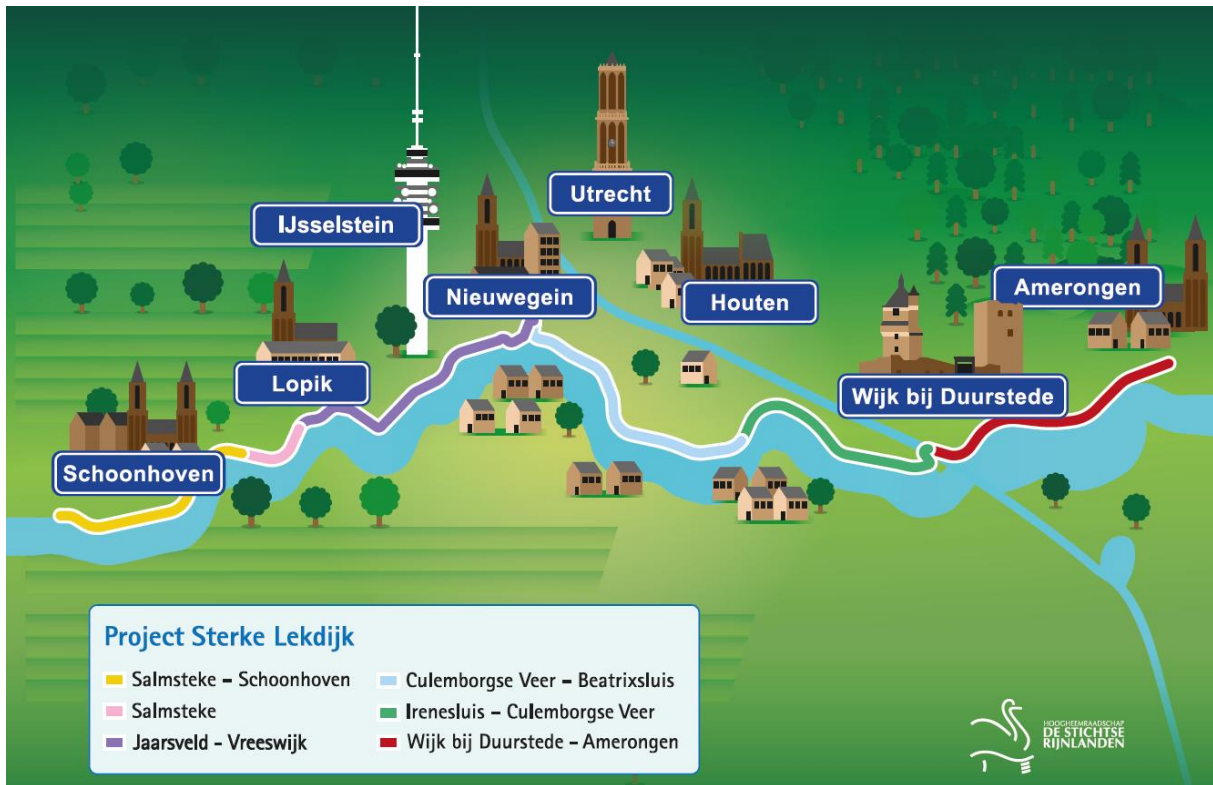 Utrecht
IJsselstein
Nieuwegein
Houten
Amerongen
Lopik
Wijk bij Duurstede
Schoonhoven
Project Sterke Lekdijk
Salmsteke – Schoonhoven
Salmsteke
Jaarsveld - Vreeswijk
Culemborgse Veer – Beatrixsluis
Irenesluis – Culemborgse Veer
Wijk bij Duurstede – Amerongen
HOOGHEEMRAADSCHAP
DE STICHTSE
RIJNLANDEN